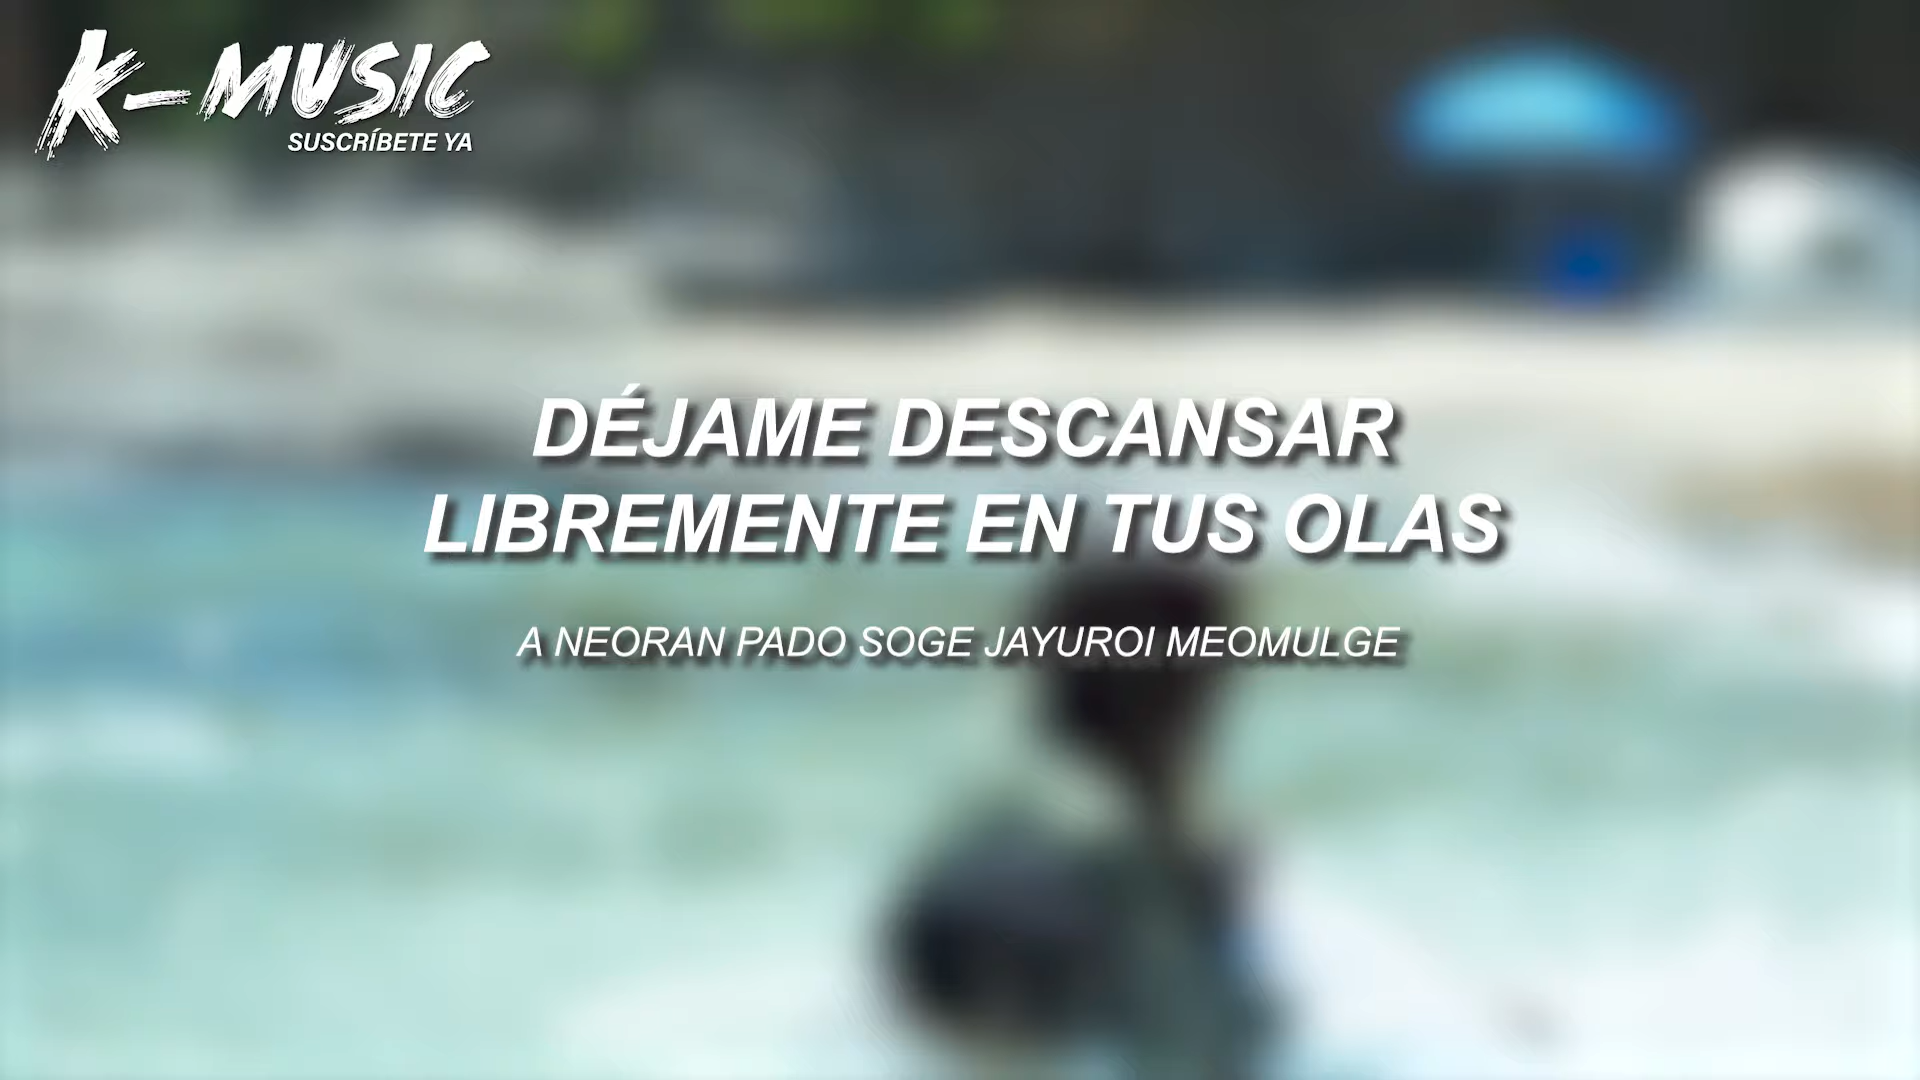 K-MUSIC
SUSCRÍBETE YA
DÉJAME DESCANSAR
LIBREMENTE EN TUS OLAS
A NEORAN PADO SOGE JAYUROI MEOMULGE